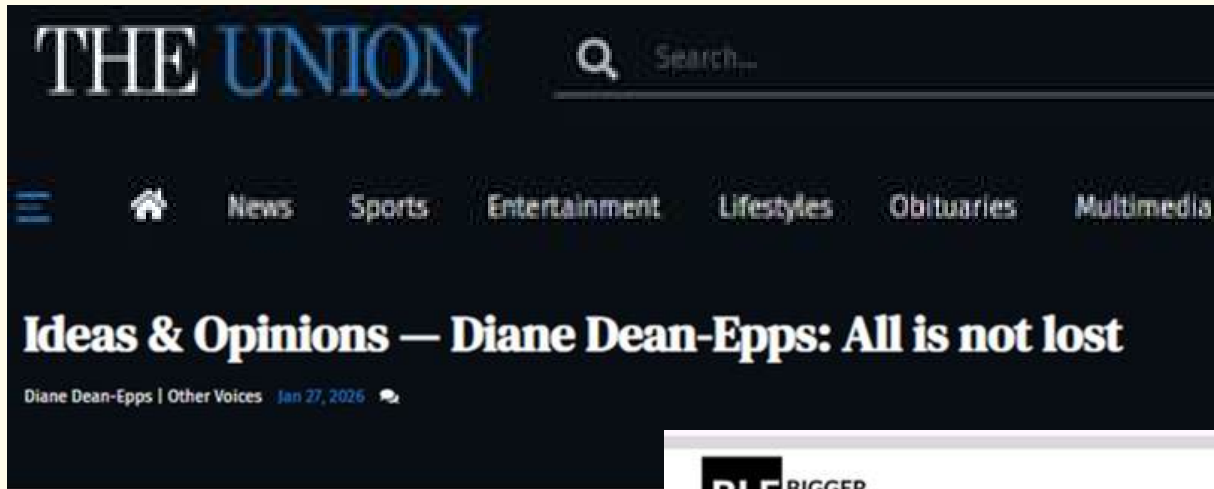 THE UNION
Search...
News Sports Entertainment Lifestyles Obituaries Multimedia
Ideas & Opinions — Diane Dean-Epps: All is not lost
Diane Dean-Epps | Other Voices Jan 27, 2026
BIGGER